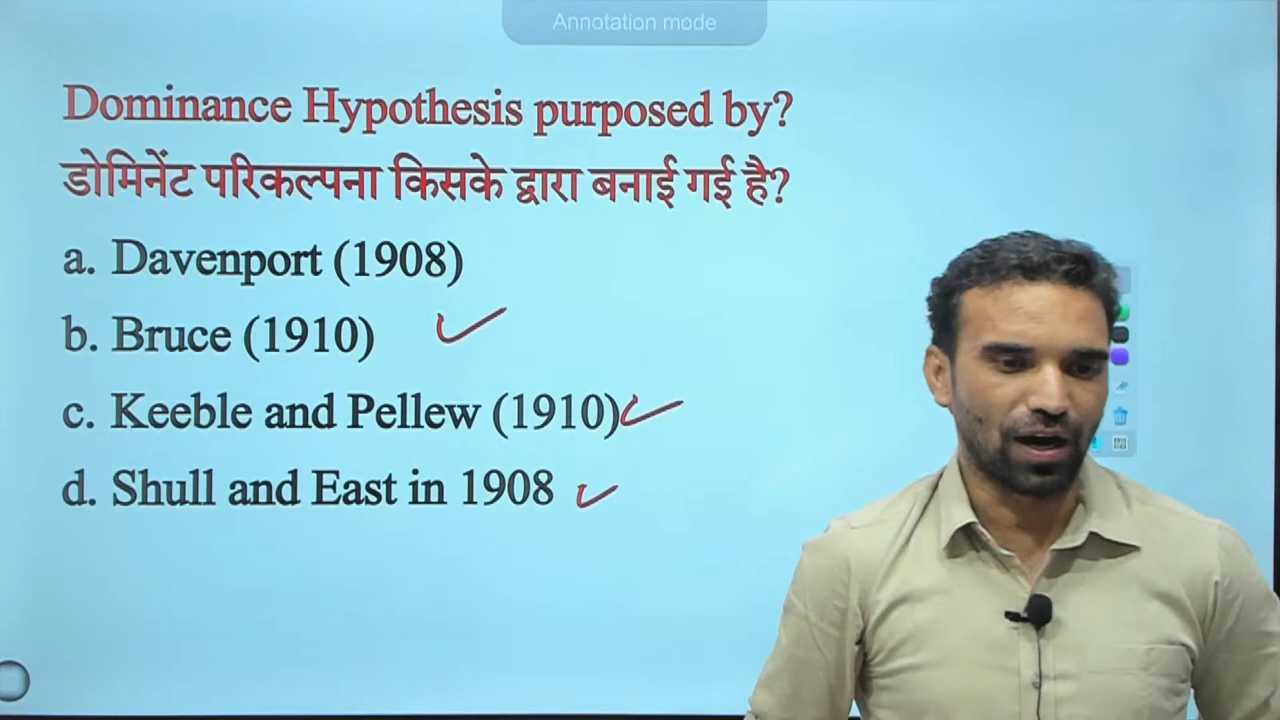 Annotation mode
Dominance Hypothesis purposed by?
डोमिनेंट परिकल्पना किसके द्वारा बनाई गई है?
a. Davenport (1908)
b. Bruce (1910)
c. Keeble and Pellew (1910)
d. Shull and East in 1908